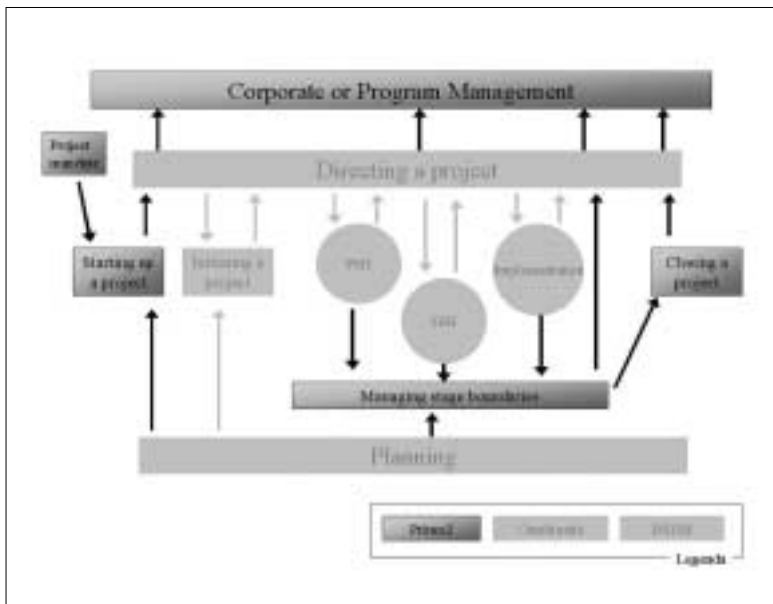 Corporate or Program Management
Project
mandate
Directing a project
Starting up
a project
Initiating a
project
Implementation
Closing a
project
Managing stage boundaries
Planning
Prince2
Legenda